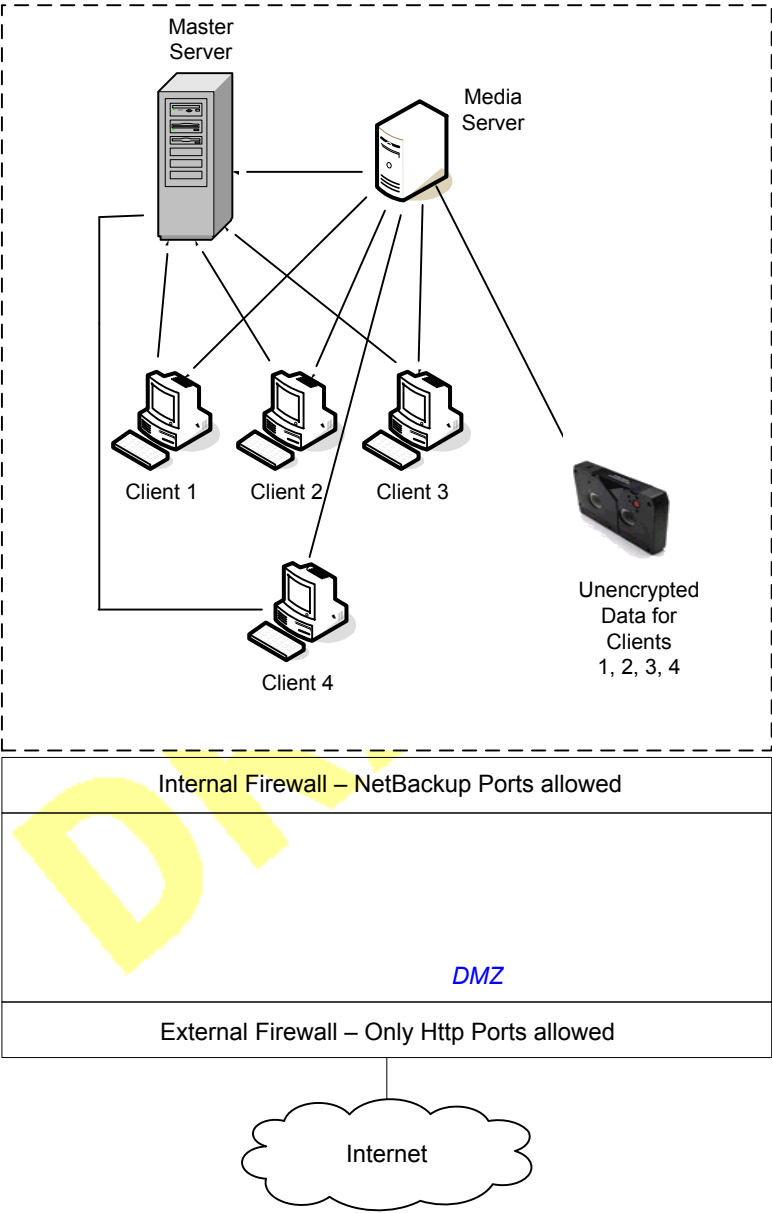 Master
Server
Media
Server
Client 1
Client 2
Client 3
Client 4
Unencrypted
Data for
Clients
1, 2, 3, 4
Internal Firewall – NetBackup Ports allowed
DMZ
External Firewall – Only Http Ports allowed
Internet